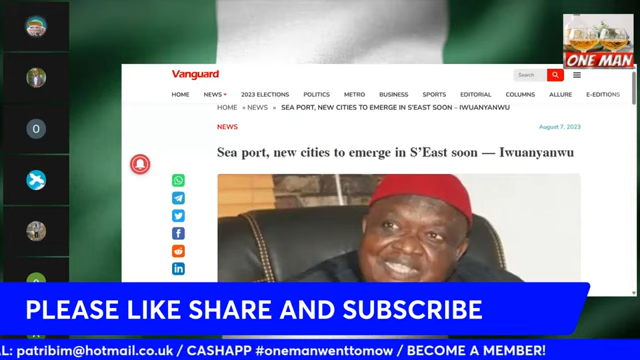 Vanguard
Search
ONE MAN
HOME NEWS 2023 ELECTIONS POLITICS METRO BUSINESS SPORTS EDITORIAL COLUMNS ALLURE E-EDITIONS
HOME » NEWS » SEA PORT, NEW CITIES TO EMERGE IN S'EAST SOON – IWUANYANWU
NEWS
August 7, 2023
Sea port, new cities to emerge in S'East soon — Iwuanyanwu
O
f
in
PLEASE LIKE SHARE AND SUBSCRIBE
L: patribim@hotmail.co.uk / CASHAPP #onemanwenttomow / BECOME A MEMBER!